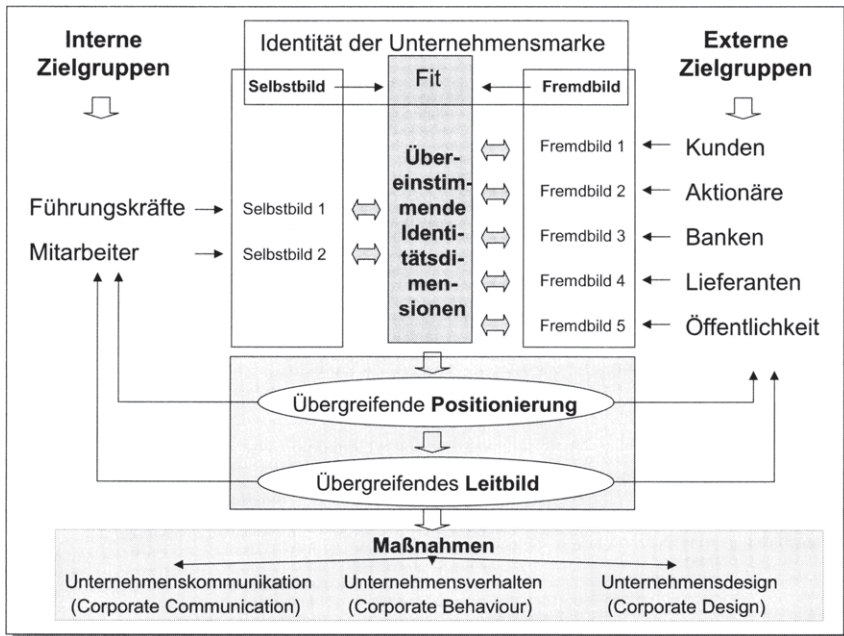 Interne
Zielgruppen
Identität der Unternehmensmarke
Externe
Zielgruppen
Selbstbild
Fit
Fremdbild
Über-
einstim-
mende
Identi-
tätsdi-
men-
sionen
Führungskräfte
Mitarbeiter
Selbstbild 1
Selbstbild 2
Fremdbild 1
Fremdbild 2
Fremdbild 3
Fremdbild 4
Fremdbild 5
Kunden
Aktionäre
Banken
Lieferanten
Öffentlichkeit
Übergreifende Positionierung
Übergreifendes Leitbild
Maßnahmen
Unternehmenskommunikation
(Corporate Communication)
Unternehmensverhalten
(Corporate Behaviour)
Unternehmensdesign
(Corporate Design)